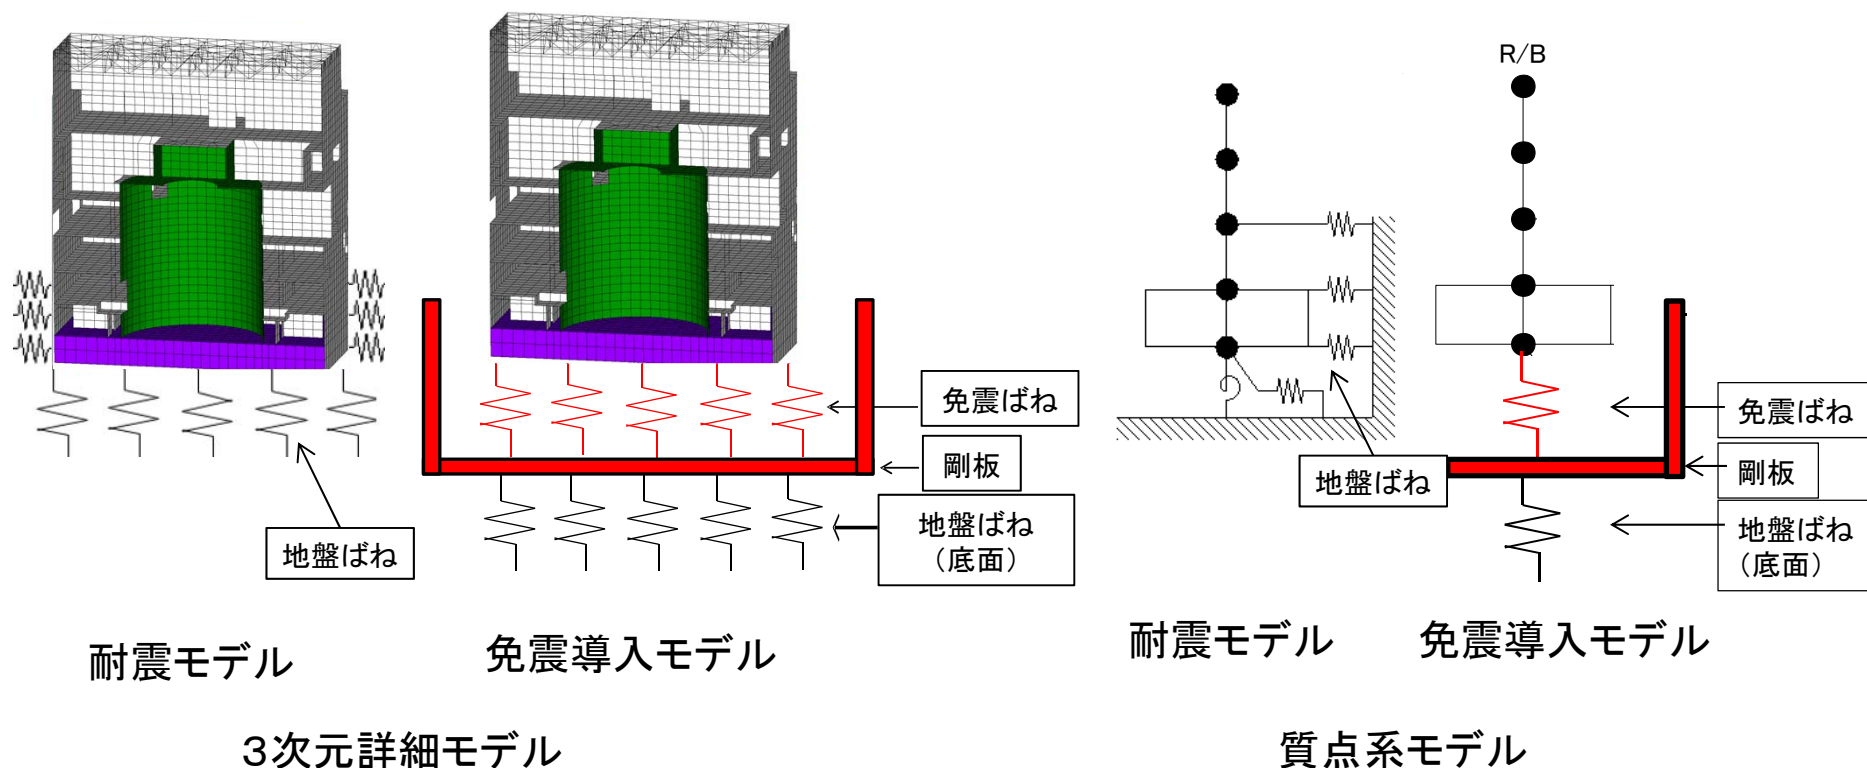 R/B
免震ばね
剛板
地盤ばね
（底面）
地盤ばね
地盤ばね
免震ばね
剛板
地盤ばね
（底面）
耐震モデル
免震導入モデル
耐震モデル
免震導入モデル
３次元詳細モデル
質点系モデル